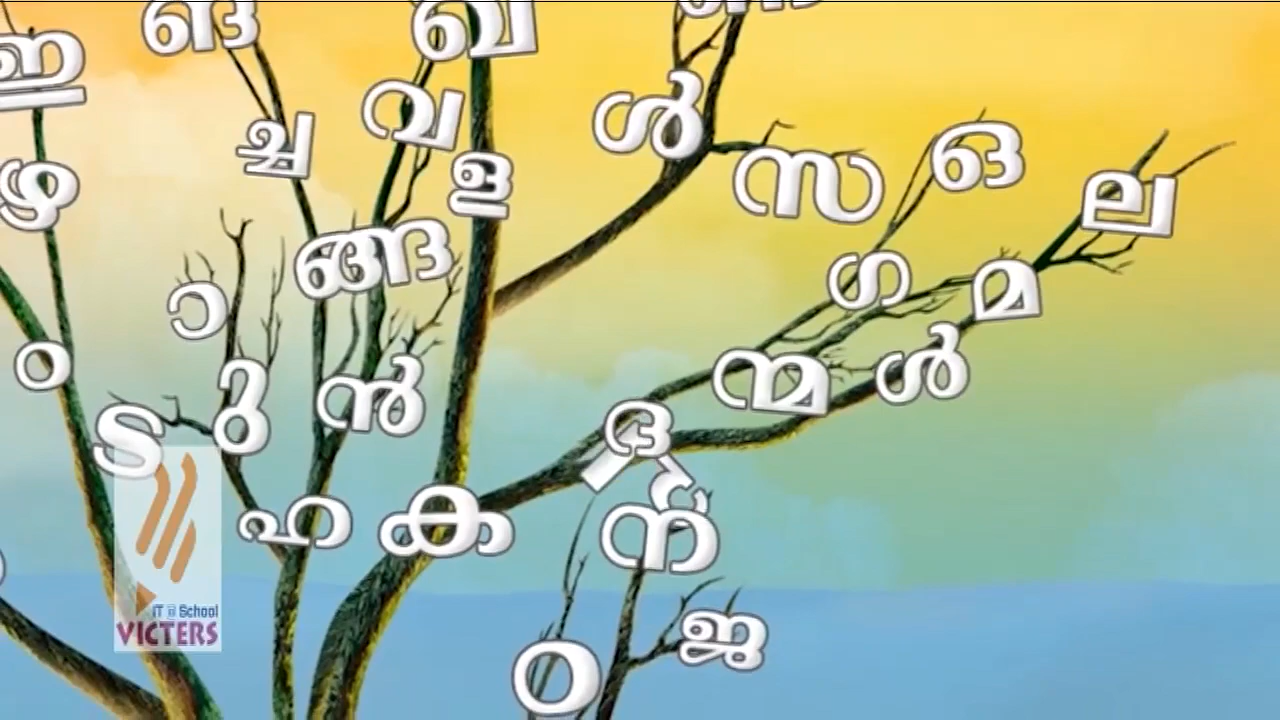 ങ
ഖ
ഈ
ച്ച
വ
ൾ
ള
സ
ഒ
ല
ഴ
ങ്ങ
ഗ
മ
ാ
ം
ു
ൻ
ന്മ
ൾ
ട
ദ്ദ
ഹ
ക
ന്
ഠ
ജ
IT @ School
VICTERS